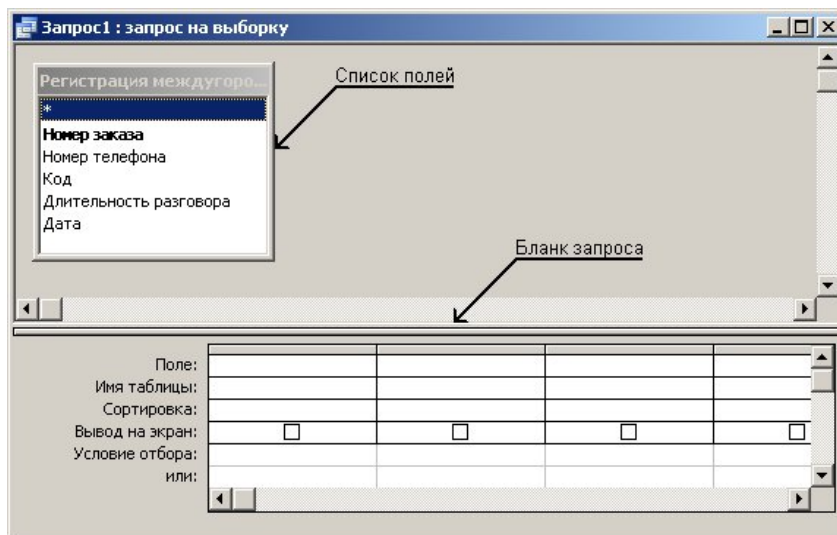 Запрос1 : запрос на выборку
Регистрация междугоро...
Список полей
*
Номер заказа
Номер телефона
Код
Длительность разговора
Дата
Бланк запроса
Поле:
Имя таблицы:
Сортировка:
Вывод на экран:
Условие отбора:
или: